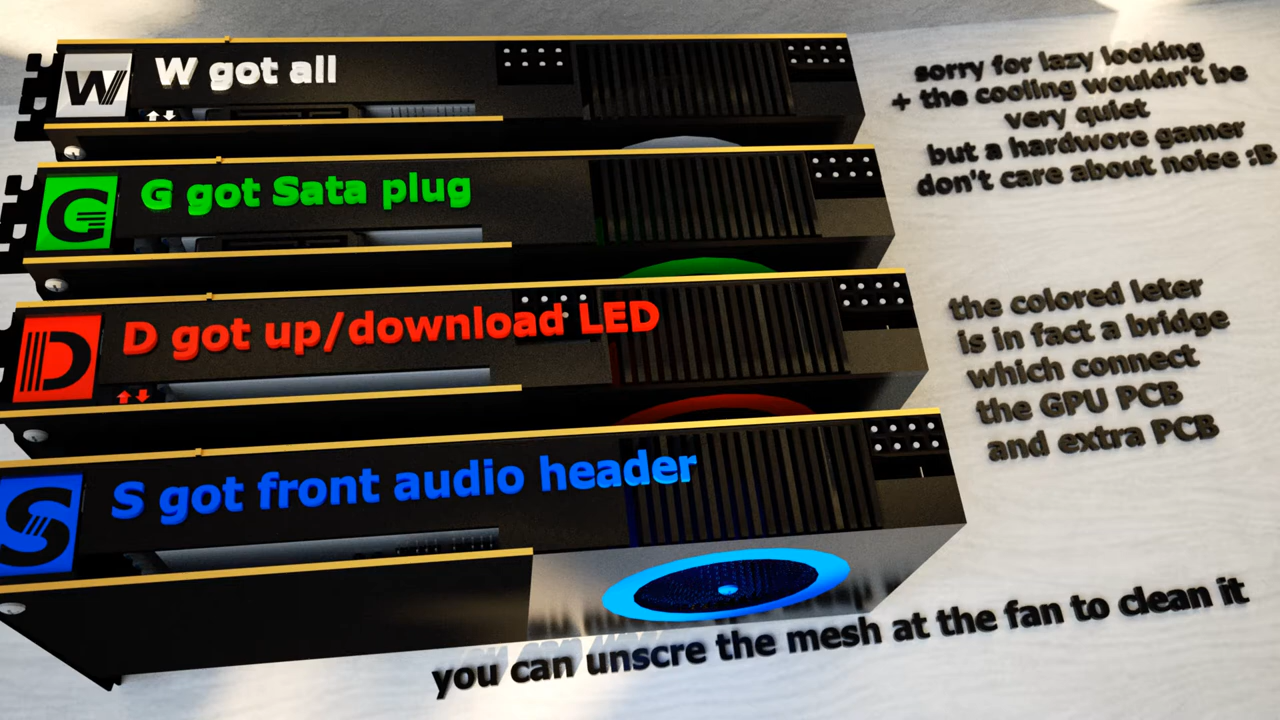 W
W got all
sorry for lazy looking
+ the cooling wouldn't be
very quiet
but a hardwore gamer
don't care about noise :B
G
G got Sata plug
D
D got up/download LED
the colored leter
is in fact a bridge
which connect
the GPU PCB
and extra PCB
S
S got front audio header
you can unscre the mesh at the fan to clean it